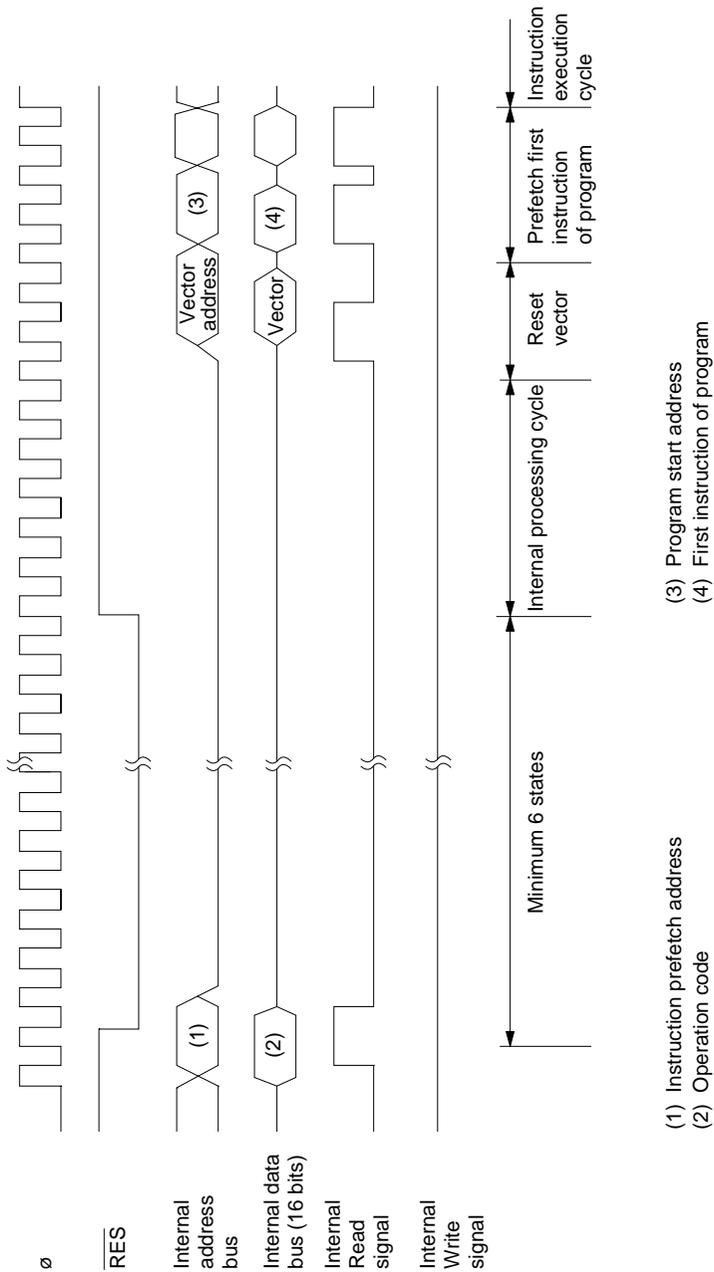 ø
RES
Internal
address
bus
Internal data
bus (16 bits)
Internal
Read
signal
Internal
Write
signal
(1)
Vector
address
(3)
(2)
Vector
(4)
Minimum 6 states
Internal processing cycle
Reset
vector
Prefetch first
instruction
of program
Instruction
execution
cycle
(1) Instruction prefetch address
(2) Operation code
(3) Program start address
(4) First instruction of program